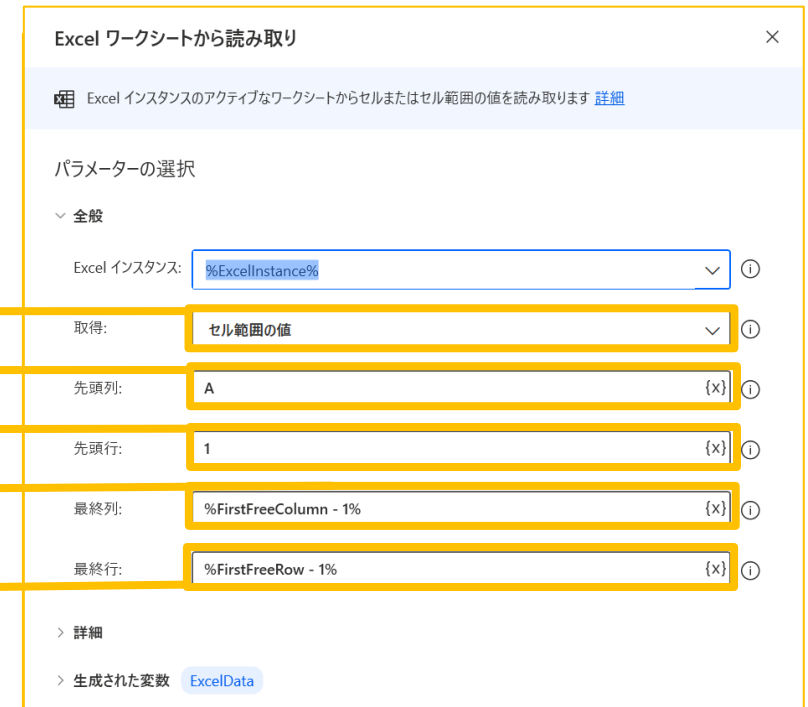 Excel ワークシートから読み取り
Excel インスタンスのアクティブなワークシートからセルまたはセル範囲の値を読み取ります 詳細
パラメーターの選択
全般
Excel インスタンス: %ExcelInstance%
取得: セル範囲の値
先頭列: A {x}
先頭行: 1 {x}
最終列: %FirstFreeColumn - 1% {x}
最終行: %FirstFreeRow - 1% {x}
詳細
生成された変数 ExcelData